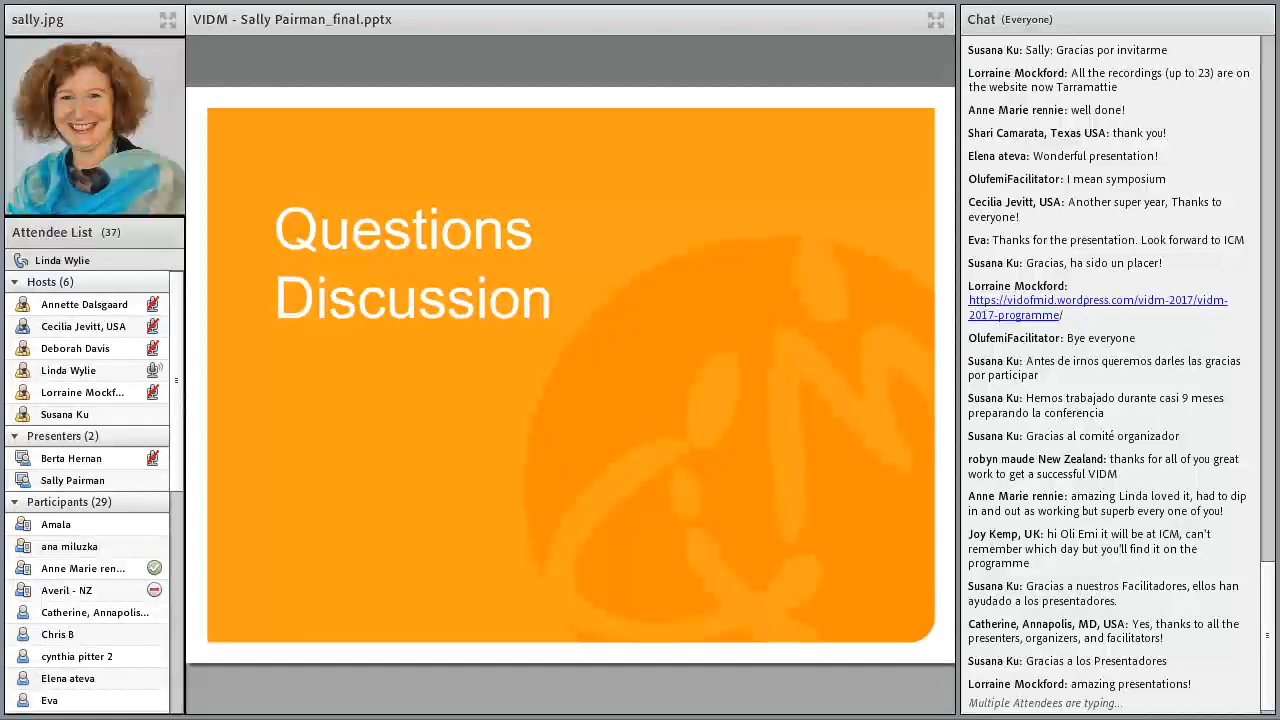 sally.jpg
VIDM - Sally Pairman_final.pptx
Chat (Everyone)
Attendee List (37)
Linda Wylie
Hosts (6)
Annette Dalsgaard
Cecilia Jevitt, USA
Deborah Davis
Linda Wylie
Lorraine Mockf...
Susana Ku
Presenters (2)
Berta Hernan
Sally Pairman
Participants (29)
Amala
ana miluzka
Anne Marie ren...
Averil - NZ
Catherine, Annapolis...
Chris B
cynthia pitter 2
Elena ateva
Eva
Questions
Discussion
Susana Ku: Sally: Gracias por invitarme
Lorraine Mockford: All the recordings (up to 23) are on
the website now Tarramattie
Anne Marie rennie: well done!
Shari Camarata, Texas USA: thank you!
Elena ateva: Wonderful presentation!
OlufemiFacilitator: I mean symposium
Cecilia Jevitt, USA: Another super year, Thanks to
everyone!
Eva: Thanks for the presentation. Look forward to ICM
Susana Ku: Gracias, ha sido un placer!
Lorraine Mockford:
https://vidofmid.wordpress.com/vidm-2017/vidm-
2017-programme/
OlufemiFacilitator: Bye everyone
Susana Ku: Antes de irnos queremos darles las gracias
por participar
Susana Ku: Hemos trabajado durante casi 9 meses
preparando la conferencia
Susana Ku: Gracias al comité organizador
robyn maude New Zealand: thanks for all of you great
work to get a successful VIDM
Anne Marie rennie: amazing Linda loved it, had to dip
in and out as working but superb every one of you!
Joy Kemp, UK: hi Oli Emi it will be at ICM, can't
remember which day but you'll find it on the
programme
Susana Ku: Gracias a nuestros Facilitadores, ellos han
ayudado a los presentadores.
Catherine, Annapolis, MD, USA: Yes, thanks to all the
presenters, organizers, and facilitators!
Susana Ku: Gracias a los Presentadores
Lorraine Mockford: amazing presentations!
Multiple Attendees are typing...